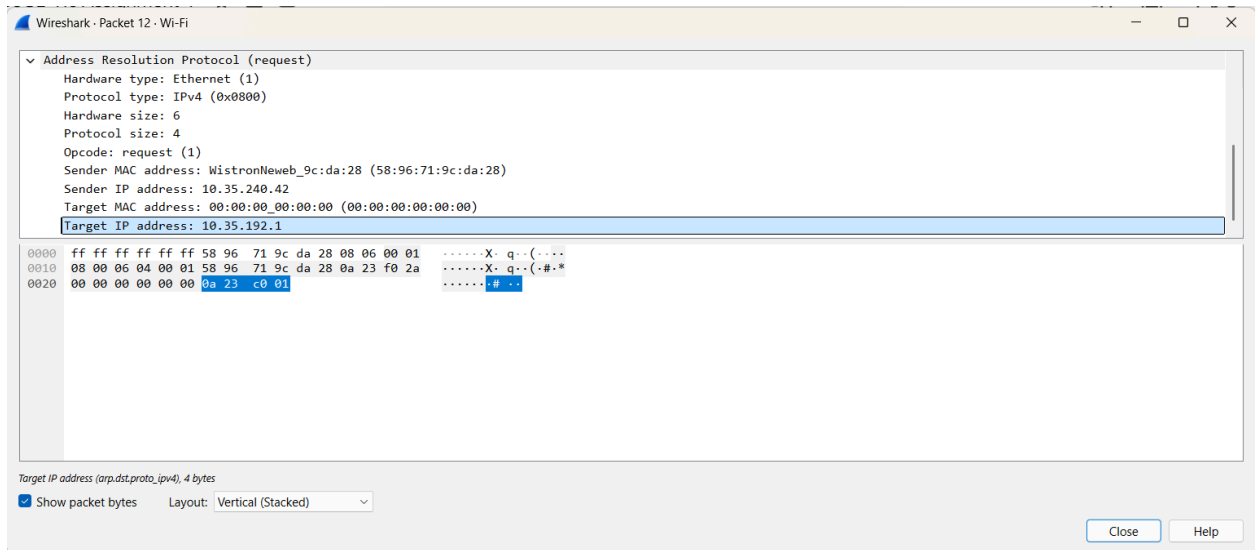 Wireshark · Packet 12 · Wi-Fi
Address Resolution Protocol (request)
Hardware type: Ethernet (1)
Protocol type: IPv4 (0x0800)
Hardware size: 6
Protocol size: 4
Opcode: request (1)
Sender MAC address: WistronNeweb_9c:da:28 (58:96:71:9c:da:28)
Sender IP address: 10.35.240.42
Target MAC address: 00:00:00_00:00:00 (00:00:00:00:00:00)
Target IP address: 10.35.192.1
0000 ff ff ff ff ff ff 58 96 71 9c da 28 08 06 00 01 ······X· q··(····
0010 08 00 06 04 00 01 58 96 71 9c da 28 0a 23 f0 2a ······X· q··(·#·*
0020 00 00 00 00 00 00 0a 23 c0 01 ·······# ··
Target IP address (arp.dst.proto_ipv4), 4 bytes
Show packet bytes Layout: Vertical (Stacked)
Close Help